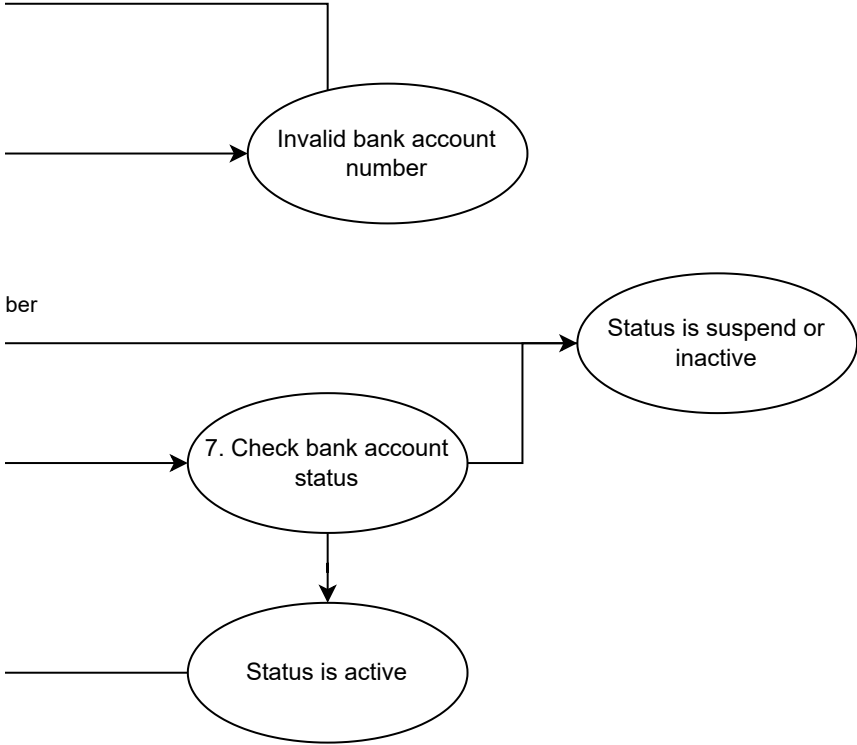 Invalid bank account
number
ber
Status is suspend or
inactive
7. Check bank account
status
Status is active